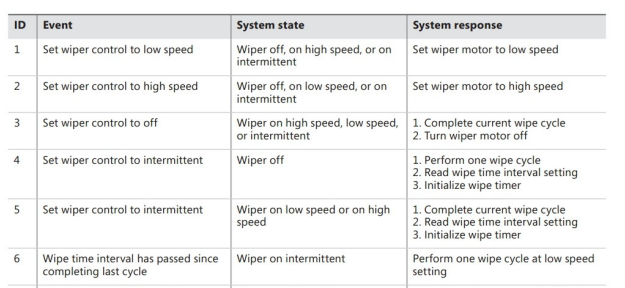 ID Event System state System response
1 Set wiper control to low speed Wiper off, on high speed, or on Set wiper motor to low speed
intermittent
2 Set wiper control to high speed Wiper off, on low speed, or on Set wiper motor to high speed
intermittent
3 Set wiper control to off Wiper on high speed, low speed, 1. Complete current wipe cycle
or intermittent 2. Turn wiper motor off
4 Set wiper control to intermittent Wiper off 1. Perform one wipe cycle
2. Read wipe time interval setting
3. Initialize wipe timer
5 Set wiper control to intermittent Wiper on low speed or on high 1. Complete current wipe cycle
speed 2. Read wipe time interval setting
3. Initialize wipe timer
6 Wipe time interval has passed since Wiper on intermittent Perform one wipe cycle at low speed
completing last cycle setting